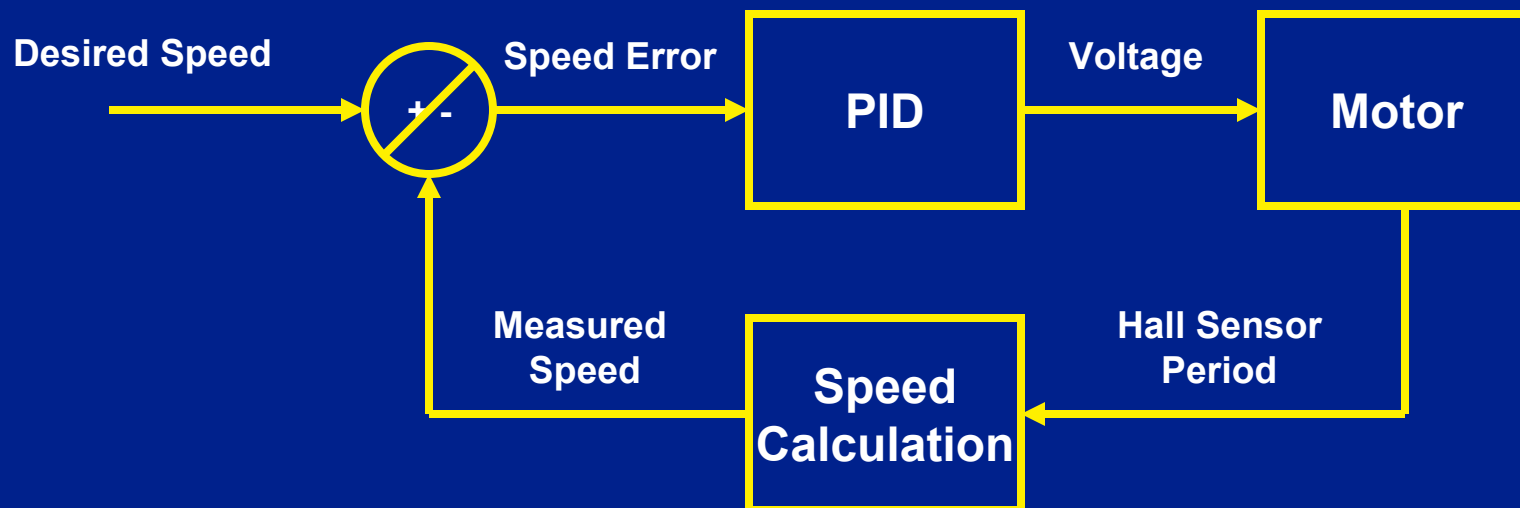 Desired Speed
+ -
Speed Error
PID
Voltage
Motor
Measured
Speed
Speed
Calculation
Hall Sensor
Period